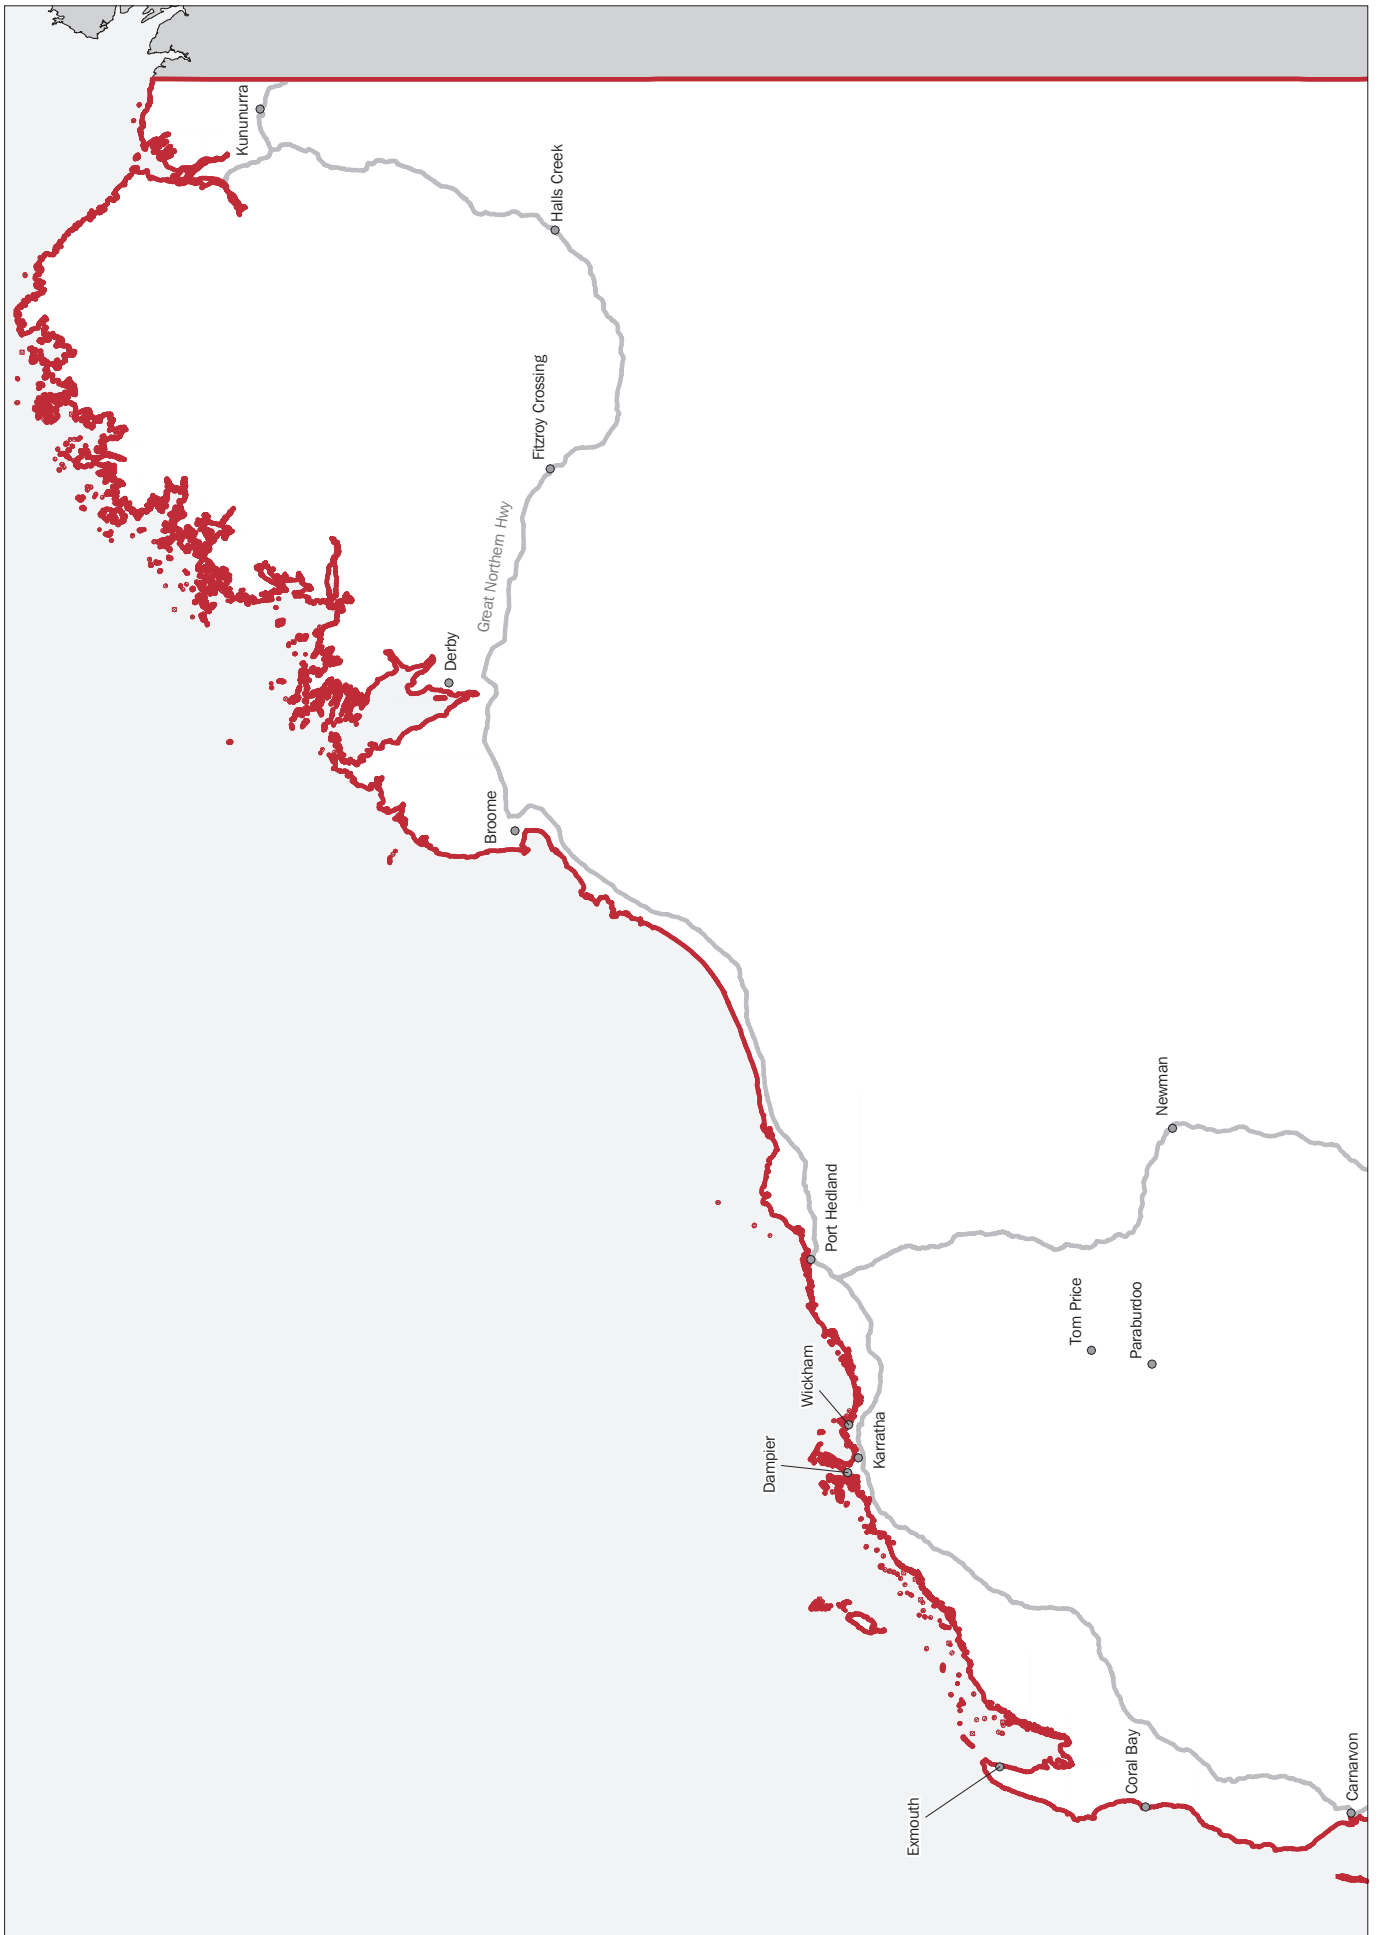 Kununurra
Halls Creek
Fitzroy Crossing
Great Northern Hwy
Derby
Broome
Newman
Port Hedland
Tom Price
Paraburdoo
Wickham
Karratha
Dampier
Coral Bay
Carnarvon
Exmouth